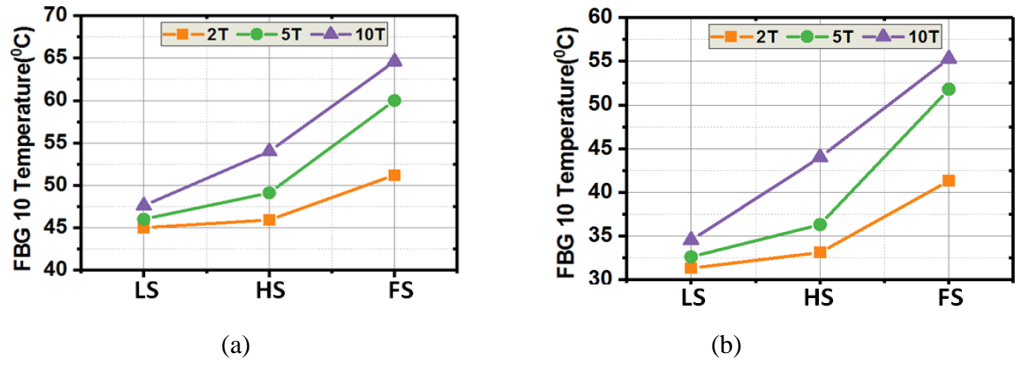 2T 5T 10T
FBG 10 Temperature(⁰C)
70
65
60
55
50
45
40
LS HS FS
(a)
2T 5T 10T
FBG 10 Temperature(⁰C)
60
55
50
45
40
35
30
LS HS FS
(b)